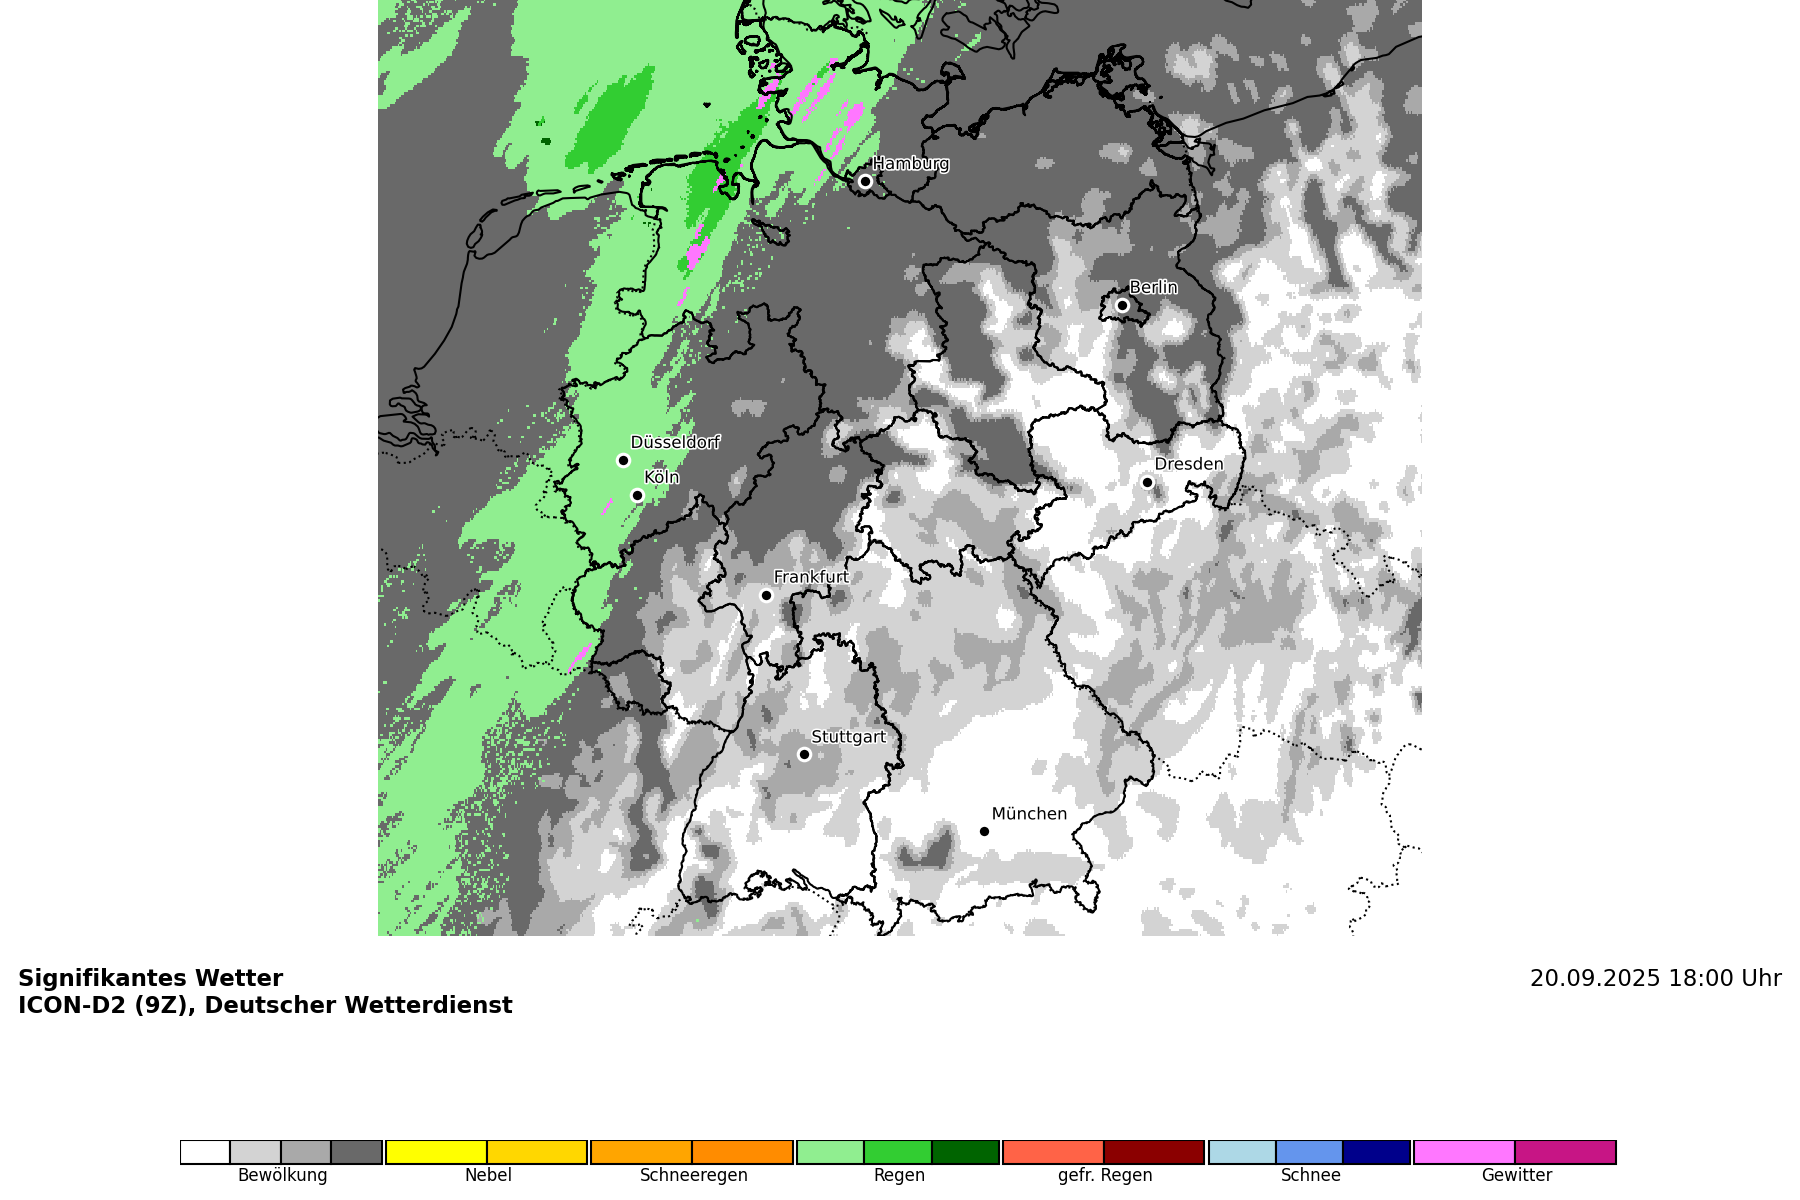 Hamburg
Berlin
Düsseldorf
Köln
Dresden
Frankfurt
Stuttgart
München
Signifikantes Wetter
ICON-D2 (9Z), Deutscher Wetterdienst
20.09.2025 18:00 Uhr
Bewölkung
Nebel
Schneeregen
Regen
gefr. Regen
Schnee
Gewitter